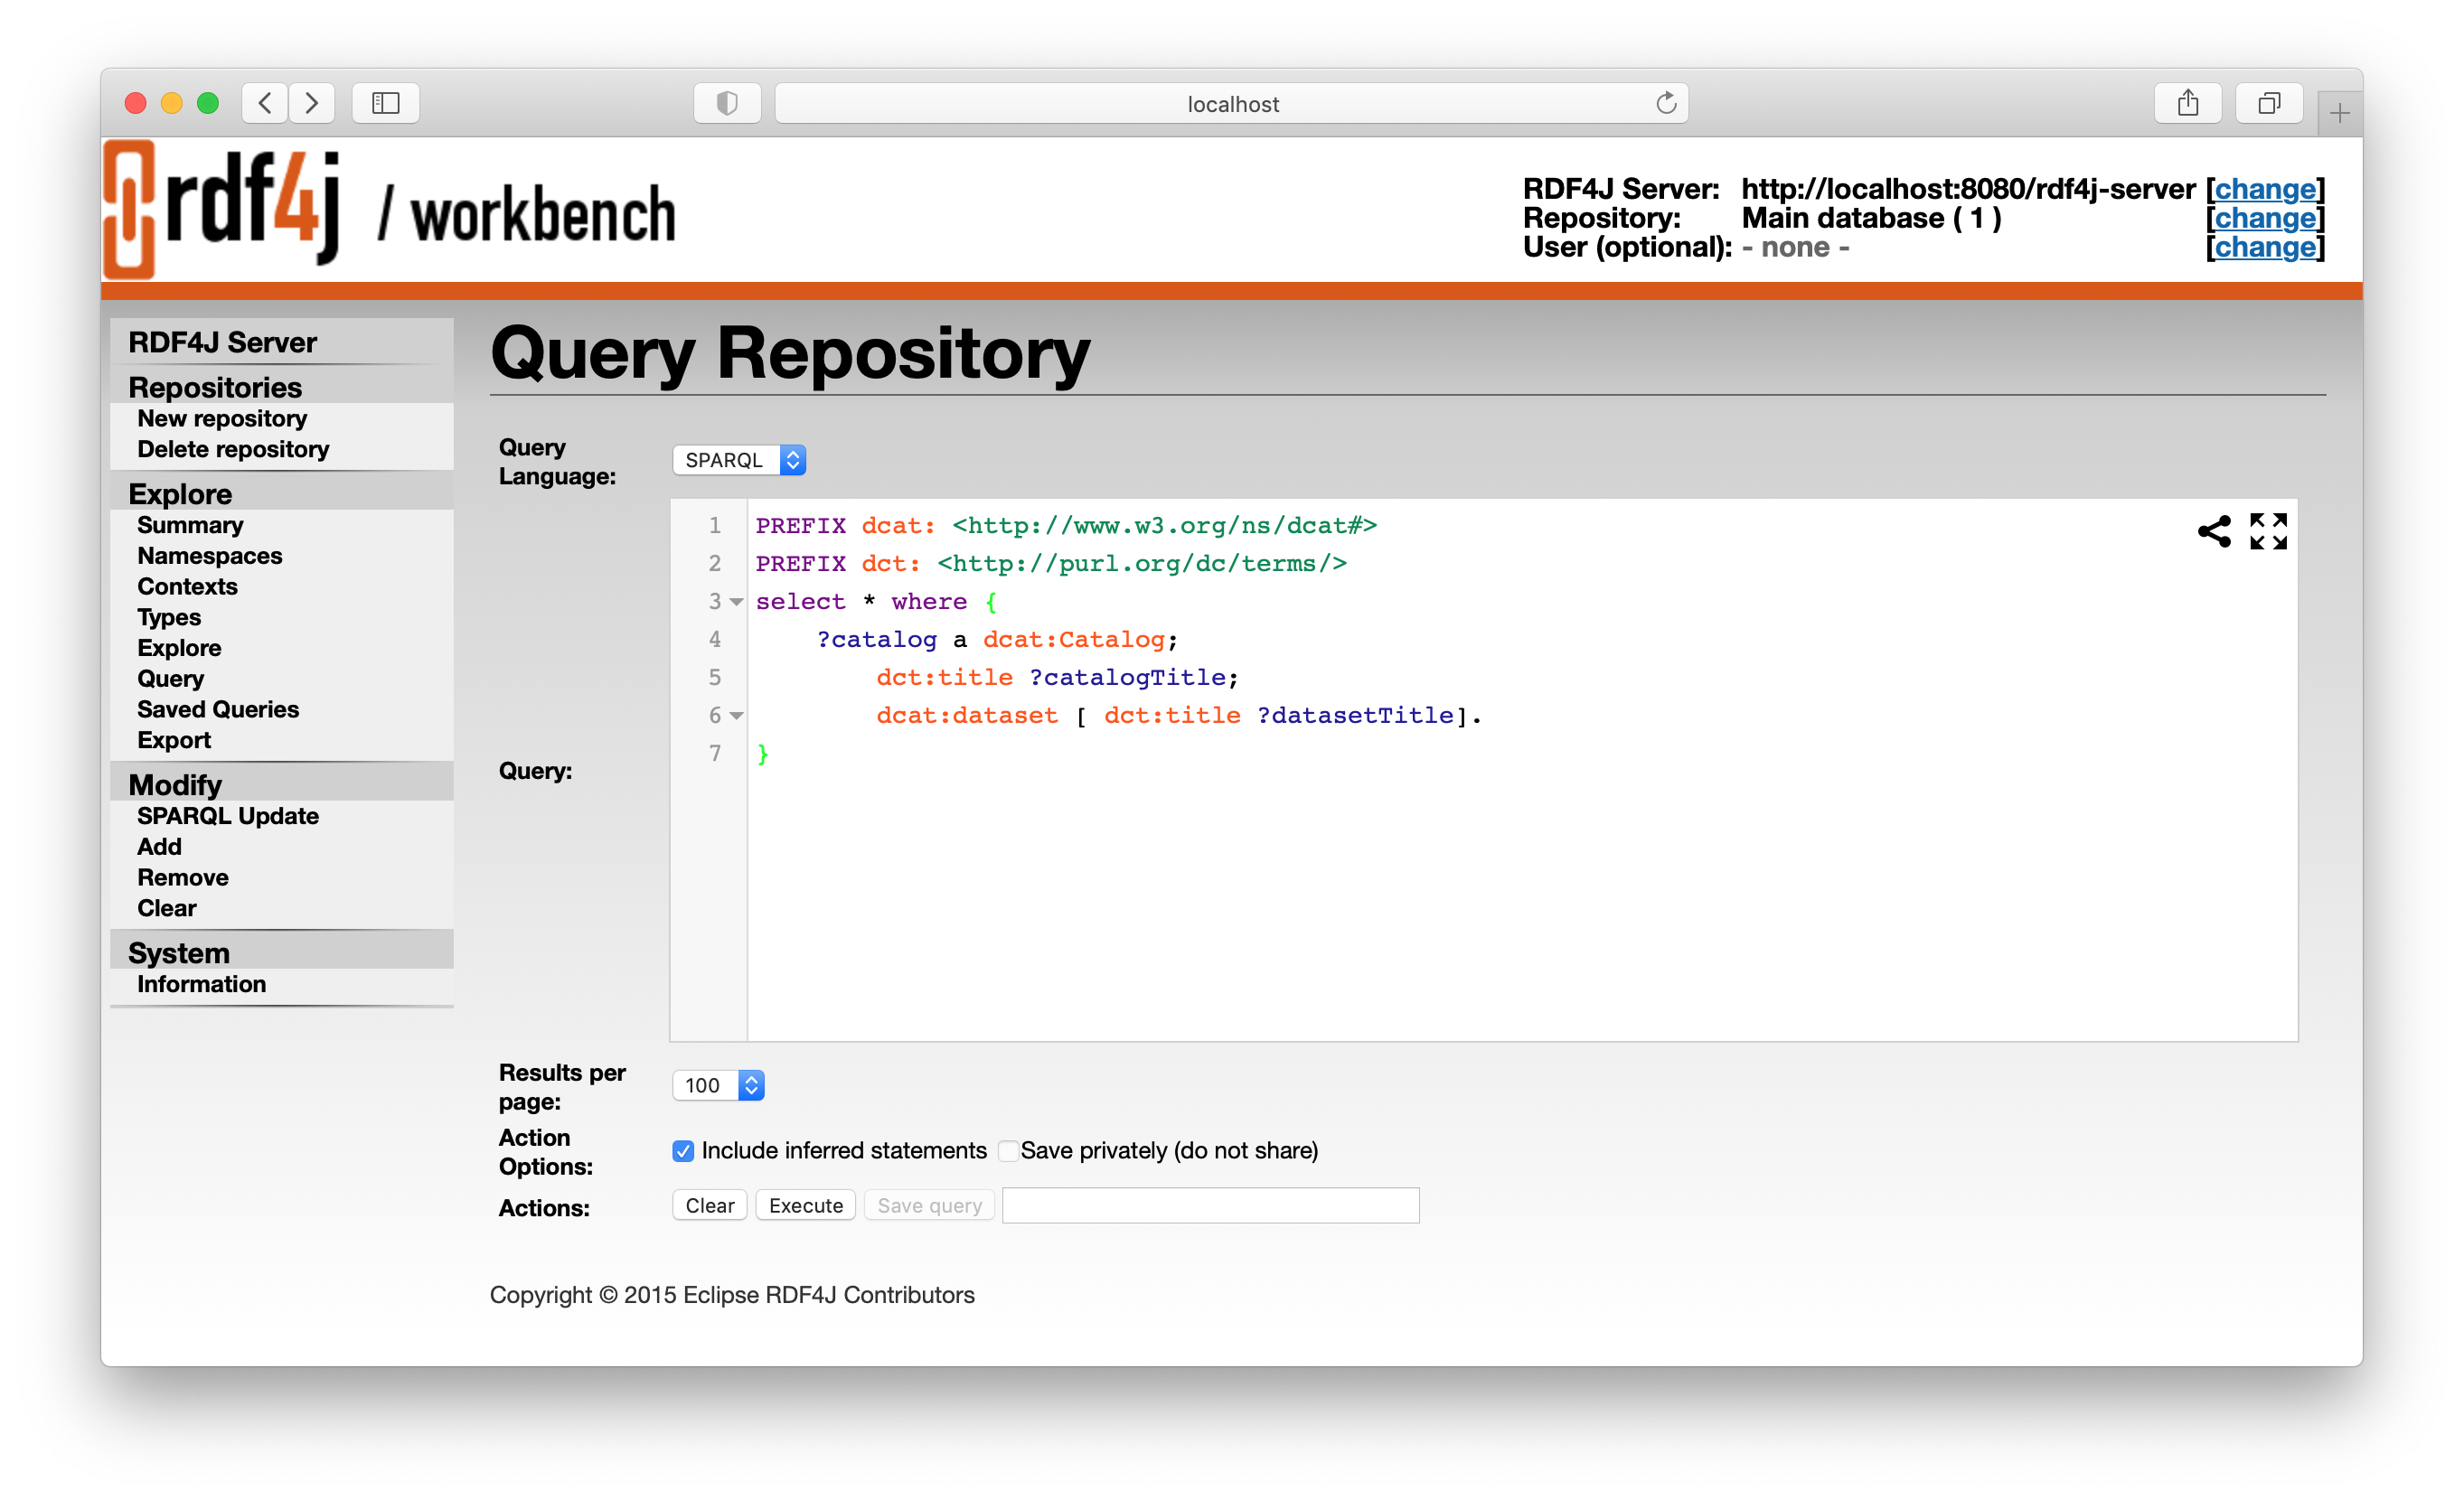 localhost
rdf4j / workbench
RDF4J Server: http://localhost:8080/rdf4j-server [change]
Repository: Main database ( 1 ) [change]
User (optional): - none - [change]
RDF4J Server
Repositories
New repository
Delete repository
Explore
Summary
Namespaces
Contexts
Types
Explore
Query
Saved Queries
Export
Modify
SPARQL Update
Add
Remove
Clear
System
Information
Query Repository
Query
Language:
SPARQL
Query:
1 PREFIX dcat: <http://www.w3.org/ns/dcat#>
2 PREFIX dct: <http://purl.org/dc/terms/>
3 select * where {
4 ?catalog a dcat:Catalog;
5 dct:title ?catalogTitle;
6 dcat:dataset [ dct:title ?datasetTitle].
7 }
Results per
page:
100
Action
Options:
Include inferred statements Save privately (do not share)
Actions:
Clear Execute Save query
Copyright © 2015 Eclipse RDF4J Contributors